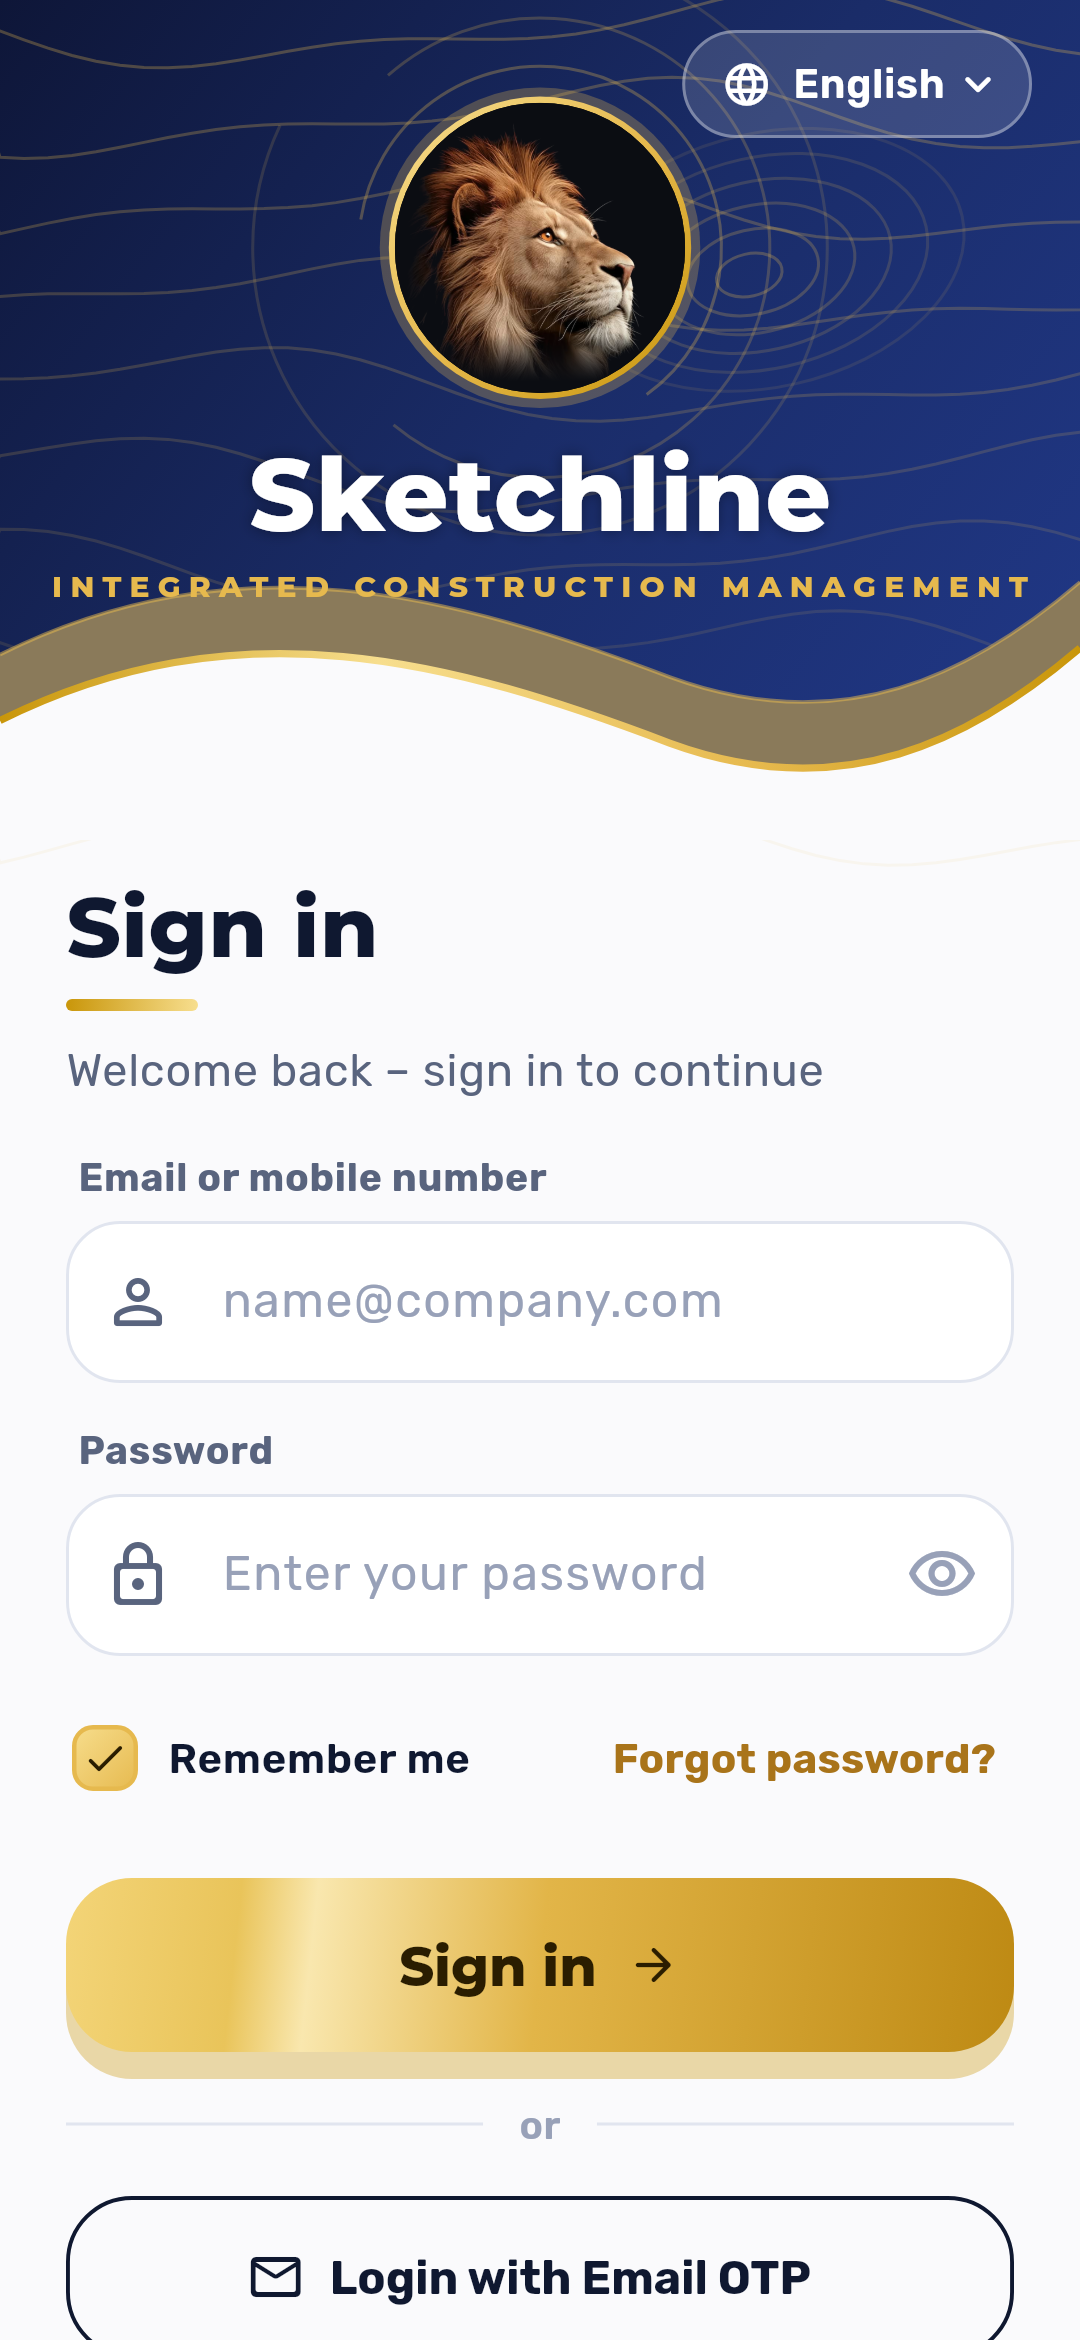 English
Sketchline
INTEGRATED CONSTRUCTION MANAGEMENT
Sign in
Welcome back – sign in to continue
Email or mobile number
name@company.com
Password
Enter your password
Remember me
Forgot password?
Sign in →
or
Login with Email OTP